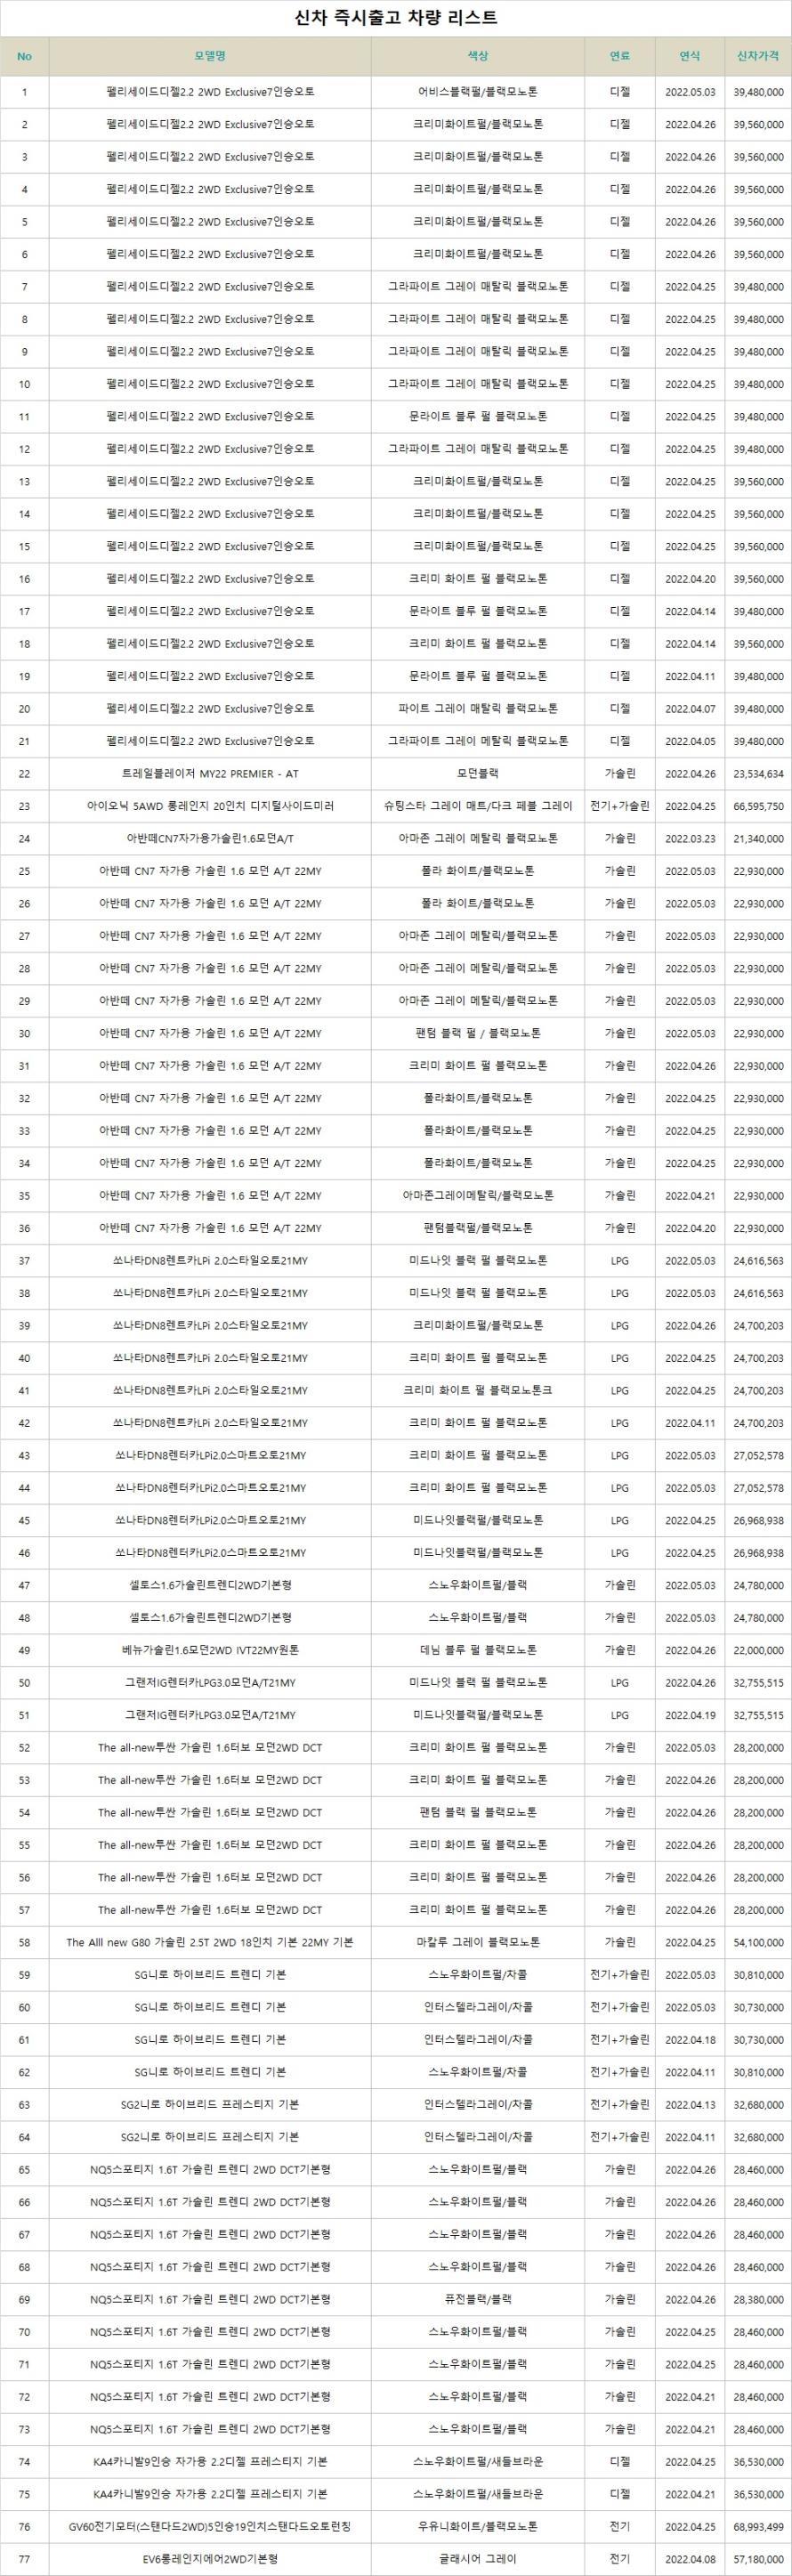 신차 즉시출고 차량 리스트
No 모델명 색상 연료 연식 신차가격
1 펠리세이드디젤2.2 2WD Exclusive7인승오토 어비스블랙펄/블랙모노톤 디젤 2022.05.03 39,480,000
2 펠리세이드디젤2.2 2WD Exclusive7인승오토 크리미화이트펄/블랙모노톤 디젤 2022.04.26 39,560,000
3 펠리세이드디젤2.2 2WD Exclusive7인승오토 크리미화이트펄/블랙모노톤 디젤 2022.04.26 39,560,000
4 펠리세이드디젤2.2 2WD Exclusive7인승오토 크리미화이트펄/블랙모노톤 디젤 2022.04.26 39,560,000
5 펠리세이드디젤2.2 2WD Exclusive7인승오토 크리미화이트펄/블랙모노톤 디젤 2022.04.26 39,560,000
6 펠리세이드디젤2.2 2WD Exclusive7인승오토 크리미화이트펄/블랙모노톤 디젤 2022.04.26 39,560,000
7 펠리세이드디젤2.2 2WD Exclusive7인승오토 그라파이트 그레이 매탈릭 블랙모노톤 디젤 2022.04.25 39,480,000
8 펠리세이드디젤2.2 2WD Exclusive7인승오토 그라파이트 그레이 매탈릭 블랙모노톤 디젤 2022.04.25 39,480,000
9 펠리세이드디젤2.2 2WD Exclusive7인승오토 그라파이트 그레이 매탈릭 블랙모노톤 디젤 2022.04.25 39,480,000
10 펠리세이드디젤2.2 2WD Exclusive7인승오토 그라파이트 그레이 매탈릭 블랙모노톤 디젤 2022.04.25 39,480,000
11 펠리세이드디젤2.2 2WD Exclusive7인승오토 문라이트 블루 펄 블랙모노톤 디젤 2022.04.25 39,480,000
12 펠리세이드디젤2.2 2WD Exclusive7인승오토 그라파이트 그레이 매탈릭 블랙모노톤 디젤 2022.04.25 39,480,000
13 펠리세이드디젤2.2 2WD Exclusive7인승오토 크리미화이트펄/블랙모노톤 디젤 2022.04.25 39,560,000
14 펠리세이드디젤2.2 2WD Exclusive7인승오토 크리미화이트펄/블랙모노톤 디젤 2022.04.25 39,560,000
15 펠리세이드디젤2.2 2WD Exclusive7인승오토 크리미화이트펄/블랙모노톤 디젤 2022.04.25 39,560,000
16 펠리세이드디젤2.2 2WD Exclusive7인승오토 크리미 화이트 펄 블랙모노톤 디젤 2022.04.20 39,560,000
17 펠리세이드디젤2.2 2WD Exclusive7인승오토 문라이트 블루 펄 블랙모노톤 디젤 2022.04.14 39,480,000
18 펠리세이드디젤2.2 2WD Exclusive7인승오토 크리미 화이트 펄 블랙모노톤 디젤 2022.04.14 39,560,000
19 펠리세이드디젤2.2 2WD Exclusive7인승오토 문라이트 블루 펄 블랙모노톤 디젤 2022.04.11 39,480,000
20 펠리세이드디젤2.2 2WD Exclusive7인승오토 파이트 그레이 매탈릭 블랙모노톤 디젤 2022.04.07 39,480,000
21 펠리세이드디젤2.2 2WD Exclusive7인승오토 그라파이트 그레이 메탈릭 블랙모노톤 디젤 2022.04.05 39,480,000
22 트레일블레이저 MY22 PREMIER - AT 모던블랙 가솔린 2022.04.26 23,534,634
23 아이오닉 5AWD 롱레인지 20인치 디지털사이드미러 슈팅스타 그레이 매트/다크 페블 그레이 전기+가솔린 2022.04.25 66,595,750
24 아반떼CN7자가용가솔린1.6모던A/T 아마존 그레이 메탈릭 블랙모노톤 가솔린 2022.03.23 21,340,000
25 아반떼 CN7 자가용 가솔린 1.6 모던 A/T 22MY 폴라 화이트/블랙모노톤 가솔린 2022.05.03 22,930,000
26 아반떼 CN7 자가용 가솔린 1.6 모던 A/T 22MY 폴라 화이트/블랙모노톤 가솔린 2022.05.03 22,930,000
27 아반떼 CN7 자가용 가솔린 1.6 모던 A/T 22MY 아마존 그레이 메탈릭/블랙모노톤 가솔린 2022.05.03 22,930,000
28 아반떼 CN7 자가용 가솔린 1.6 모던 A/T 22MY 아마존 그레이 메탈릭/블랙모노톤 가솔린 2022.05.03 22,930,000
29 아반떼 CN7 자가용 가솔린 1.6 모던 A/T 22MY 아마존 그레이 메탈릭/블랙모노톤 가솔린 2022.05.03 22,930,000
30 아반떼 CN7 자가용 가솔린 1.6 모던 A/T 22MY 팬텀 블랙 펄 / 블랙모노톤 가솔린 2022.05.03 22,930,000
31 아반떼 CN7 자가용 가솔린 1.6 모던 A/T 22MY 크리미 화이트 펄 블랙모노톤 가솔린 2022.04.26 22,930,000
32 아반떼 CN7 자가용 가솔린 1.6 모던 A/T 22MY 폴라화이트/블랙모노톤 가솔린 2022.04.25 22,930,000
33 아반떼 CN7 자가용 가솔린 1.6 모던 A/T 22MY 폴라화이트/블랙모노톤 가솔린 2022.04.25 22,930,000
34 아반떼 CN7 자가용 가솔린 1.6 모던 A/T 22MY 폴라화이트/블랙모노톤 가솔린 2022.04.25 22,930,000
35 아반떼 CN7 자가용 가솔린 1.6 모던 A/T 22MY 아마존그레이메탈릭/블랙모노톤 가솔린 2022.04.21 22,930,000
36 아반떼 CN7 자가용 가솔린 1.6 모던 A/T 22MY 팬텀블랙펄/블랙모노톤 가솔린 2022.04.20 22,930,000
37 쏘나타DN8렌트카LPi 2.0스타일오토21MY 미드나잇 블랙 펄 블랙모노톤 LPG 2022.05.03 24,616,563
38 쏘나타DN8렌트카LPi 2.0스타일오토21MY 미드나잇 블랙 펄 블랙모노톤 LPG 2022.05.03 24,616,563
39 쏘나타DN8렌트카LPi 2.0스타일오토21MY 크리미화이트펄/블랙모노톤 LPG 2022.04.26 24,700,203
40 쏘나타DN8렌트카LPi 2.0스타일오토21MY 크리미 화이트 펄 블랙모노톤 LPG 2022.04.25 24,700,203
41 쏘나타DN8렌트카LPi 2.0스타일오토21MY 크리미 화이트 펄 블랙모노톤크 LPG 2022.04.25 24,700,203
42 쏘나타DN8렌트카LPi 2.0스타일오토21MY 크리미 화이트 펄 블랙모노톤 LPG 2022.04.11 24,700,203
43 쏘나타DN8렌터카LPi2.0스마트오토21MY 크리미 화이트 펄 블랙모노톤 LPG 2022.05.03 27,052,578
44 쏘나타DN8렌터카LPi2.0스마트오토21MY 크리미 화이트 펄 블랙모노톤 LPG 2022.05.03 27,052,578
45 쏘나타DN8렌터카LPi2.0스마트오토21MY 미드나잇블랙펄/블랙모노톤 LPG 2022.04.25 26,968,938
46 쏘나타DN8렌터카LPi2.0스마트오토21MY 미드나잇블랙펄/블랙모노톤 LPG 2022.04.25 26,968,938
47 셀토스1.6가솔린트렌디2WD기본형 스노우화이트펄/블랙 가솔린 2022.05.03 24,780,000
48 셀토스1.6가솔린트렌디2WD기본형 스노우화이트펄/블랙 가솔린 2022.05.03 24,780,000
49 베뉴가솔린1.6모던2WD IVT22MY원톤 데님 블루 펄 블랙모노톤 가솔린 2022.04.26 22,000,000
50 그랜저IG렌터카LPG3.0모던A/T21MY 미드나잇 블랙 펄 블랙모노톤 LPG 2022.04.26 32,755,515
51 그랜저IG렌터카LPG3.0모던A/T21MY 미드나잇블랙펄/블랙모노톤 LPG 2022.04.19 32,755,515
52 The all-new투싼 가솔린 1.6터보 모던2WD DCT 크리미 화이트 펄 블랙모노톤 가솔린 2022.05.03 28,200,000
53 The all-new투싼 가솔린 1.6터보 모던2WD DCT 크리미 화이트 펄 블랙모노톤 가솔린 2022.04.26 28,200,000
54 The all-new투싼 가솔린 1.6터보 모던2WD DCT 팬텀 블랙 펄 블랙모노톤 가솔린 2022.04.26 28,200,000
55 The all-new투싼 가솔린 1.6터보 모던2WD DCT 크리미 화이트 펄 블랙모노톤 가솔린 2022.04.26 28,200,000
56 The all-new투싼 가솔린 1.6터보 모던2WD DCT 크리미 화이트 펄 블랙모노톤 가솔린 2022.04.26 28,200,000
57 The all-new투싼 가솔린 1.6터보 모던2WD DCT 크리미 화이트 펄 블랙모노톤 가솔린 2022.04.26 28,200,000
58 The Alll new G80 가솔린 2.5T 2WD 18인치 기본 22MY 기본 마칼루 그레이 블랙모노톤 가솔린 2022.04.25 54,100,000
59 SG니로 하이브리드 트렌디 기본 스노우화이트펄/차콜 전기+가솔린 2022.05.03 30,810,000
60 SG니로 하이브리드 트렌디 기본 인터스텔라그레이/차콜 전기+가솔린 2022.05.03 30,730,000
61 SG니로 하이브리드 트렌디 기본 인터스텔라그레이/차콜 전기+가솔린 2022.04.18 30,730,000
62 SG니로 하이브리드 트렌디 기본 스노우화이트펄/차콜 전기+가솔린 2022.04.11 30,810,000
63 SG2니로 하이브리드 프레스티지 기본 인터스텔라그레이/차콜 전기+가솔린 2022.04.13 32,680,000
64 SG2니로 하이브리드 프레스티지 기본 인터스텔라그레이/차콜 전기+가솔린 2022.04.11 32,680,000
65 NQ5스포티지 1.6T 가솔린 트렌디 2WD DCT기본형 스노우화이트펄/블랙 가솔린 2022.04.26 28,460,000
66 NQ5스포티지 1.6T 가솔린 트렌디 2WD DCT기본형 스노우화이트펄/블랙 가솔린 2022.04.26 28,460,000
67 NQ5스포티지 1.6T 가솔린 트렌디 2WD DCT기본형 스노우화이트펄/블랙 가솔린 2022.04.26 28,460,000
68 NQ5스포티지 1.6T 가솔린 트렌디 2WD DCT기본형 스노우화이트펄/블랙 가솔린 2022.04.26 28,460,000
69 NQ5스포티지 1.6T 가솔린 트렌디 2WD DCT기본형 퓨전블랙/블랙 가솔린 2022.04.26 28,380,000
70 NQ5스포티지 1.6T 가솔린 트렌디 2WD DCT기본형 스노우화이트펄/블랙 가솔린 2022.04.25 28,460,000
71 NQ5스포티지 1.6T 가솔린 트렌디 2WD DCT기본형 스노우화이트펄/블랙 가솔린 2022.04.25 28,460,000
72 NQ5스포티지 1.6T 가솔린 트렌디 2WD DCT기본형 스노우화이트펄/블랙 가솔린 2022.04.21 28,460,000
73 NQ5스포티지 1.6T 가솔린 트렌디 2WD DCT기본형 스노우화이트펄/블랙 가솔린 2022.04.21 28,460,000
74 KA4카니발9인승 자가용 2.2디젤 프레스티지 기본 스노우화이트펄/새들브라운 디젤 2022.04.25 36,530,000
75 KA4카니발9인승 자가용 2.2디젤 프레스티지 기본 스노우화이트펄/새들브라운 디젤 2022.04.21 36,530,000
76 GV60전기모터(스탠다드2WD)5인승19인치스탠다드오토런칭 우유니화이트/블랙모노톤 전기 2022.04.25 68,993,499
77 EV6롱레인지에어2WD기본형 글래시어 그레이 전기 2022.04.08 57,180,000